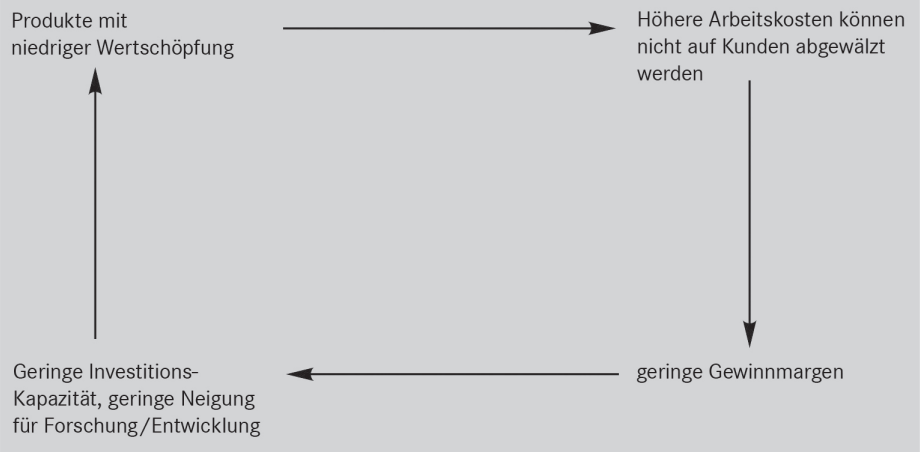 Produkte mit
niedriger Wertschöpfung
Höhere Arbeitskosten können
nicht auf Kunden abgewälzt
werden
geringe Gewinnmargen
Geringe Investitions-
Kapazität, geringe Neigung
für Forschung/Entwicklung